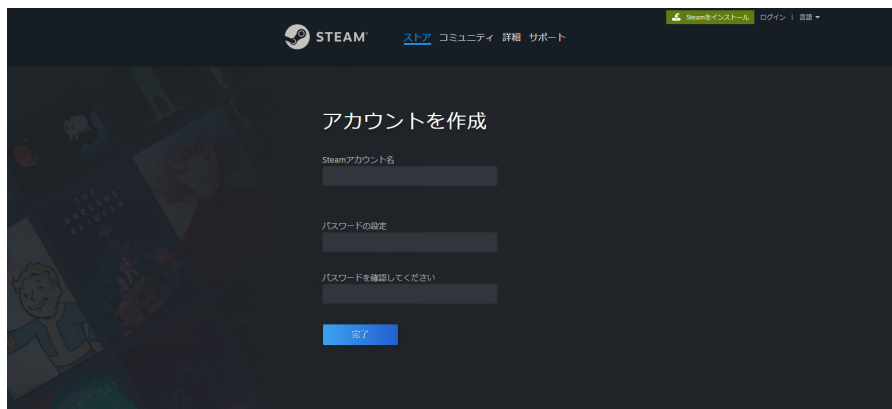 Steamをインストール ログイン | 言語
STEAM ストア コミュニティ 詳細 サポート
アカウントを作成
Steamアカウント名
THE
GARDENS
BETWEEN
パスワードの設定
パスワードを確認してください
完了